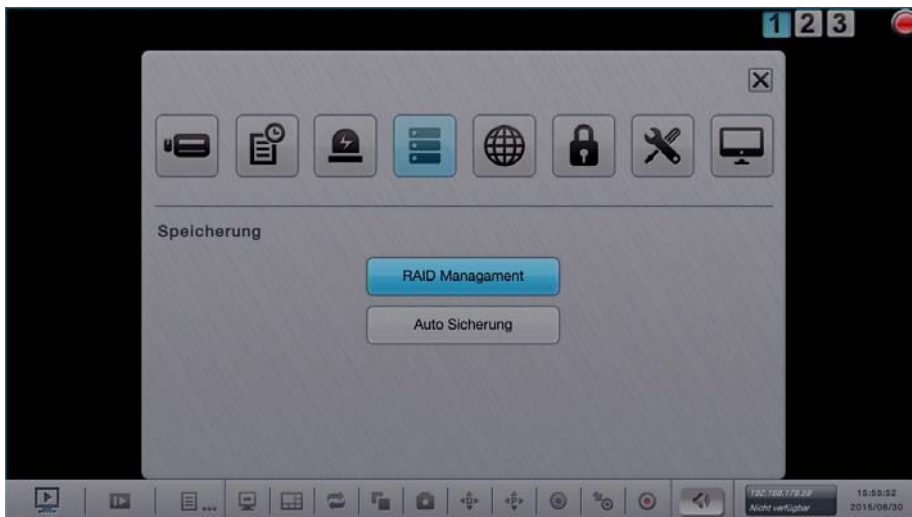 1 2 3
Speicherung
RAID Managament
Auto Sicherung
...
192.168.178.59
Nicht verfügbar
15:55:52
2015/06/30